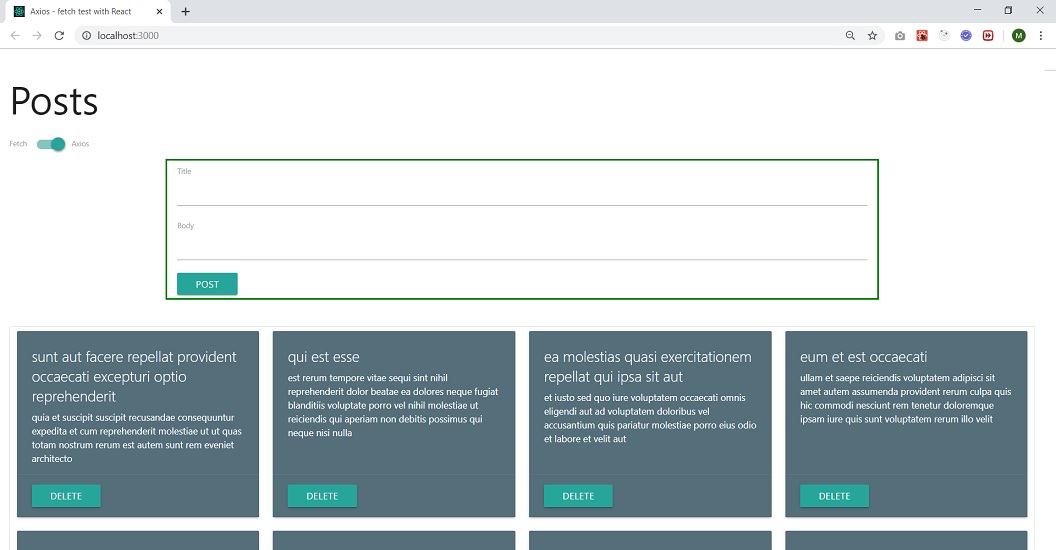 Axios - fetch test with React
localhost:3000
M
Posts
Fetch Axios
Title
Body
POST
sunt aut facere repellat provident
occaecati excepturi optio
reprehenderit
quia et suscipit suscipit recusandae consequuntur
expedita et cum reprehenderit molestiae ut ut quas
totam nostrum rerum est autem sunt rem eveniet
architecto
DELETE
qui est esse
est rerum tempore vitae sequi sint nihil
reprehenderit dolor beatae ea dolores neque fugiat
blanditiis voluptate porro vel nihil molestiae ut
reiciendis qui aperiam non debitis possimus qui
neque nisi nulla
DELETE
ea molestias quasi exercitationem
repellat qui ipsa sit aut
et iusto sed quo iure voluptatem occaecati omnis
eligendi aut ad voluptatem doloribus vel
accusantium quis pariatur molestiae porro eius odio
et labore et velit aut
DELETE
eum et est occaecati
ullam et saepe reiciendis voluptatem adipisci sit
amet autem assumenda provident rerum culpa quis
hic commodi nesciunt rem tenetur doloremque
ipsam iure quis sunt voluptatem rerum illo velit
DELETE